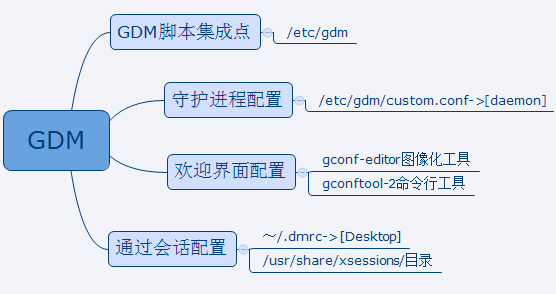 GDM
GDM脚本集成点
/etc/gdm
守护进程配置
/etc/gdm/custom.conf->[daemon]
欢迎界面配置
gconf-editor图像化工具
gconftool-2命令行工具
通过会话配置
～/.dmrc->[Desktop]
/usr/share/xsessions/目录